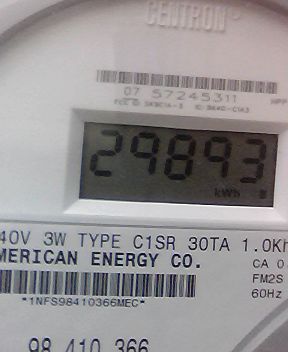 CENTRON®
07 57245311
29893
kWh
40V 3W TYPE C1SR 30TA 1.0Kh
MERICAN ENERGY CO.
CA 0.
FM2S
60Hz
*1NFS98410366MEC*
98 410 366